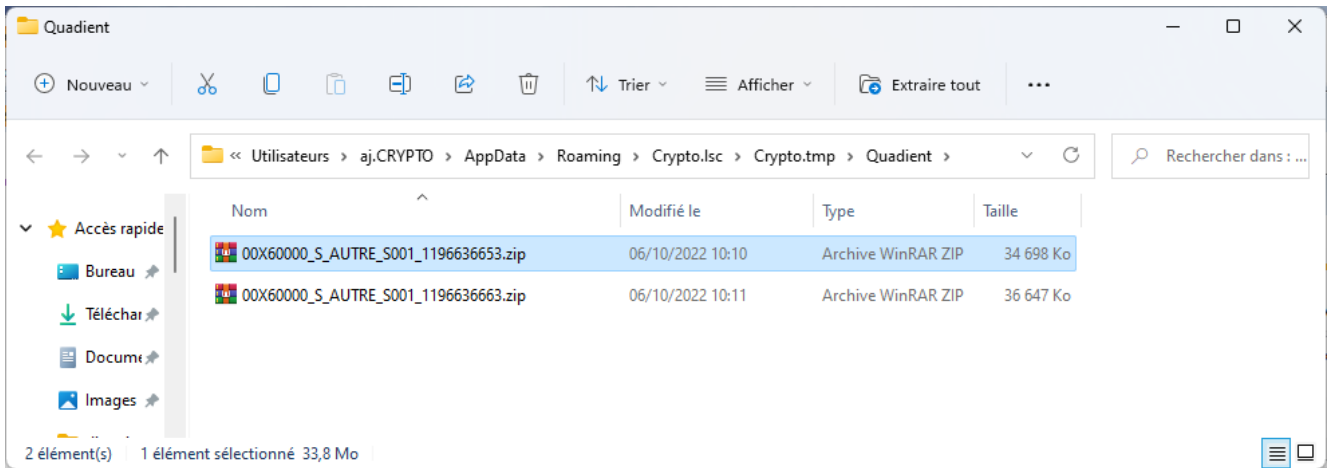 Quadient
Nouveau Trier Afficher Extraire tout
« Utilisateurs › aj.CRYPTO › AppData › Roaming › Crypto.lsc › Crypto.tmp › Quadient › Rechercher dans : ...
Nom Modifié le Type Taille
Accès rapide
00X60000_S_AUTRE_S001_1196636653.zip 06/10/2022 10:10 Archive WinRAR ZIP 34 698 Ko
Bureau
00X60000_S_AUTRE_S001_1196636663.zip 06/10/2022 10:11 Archive WinRAR ZIP 36 647 Ko
Téléchar
Docume
Images
2 élément(s) 1 élément sélectionné 33,8 Mo